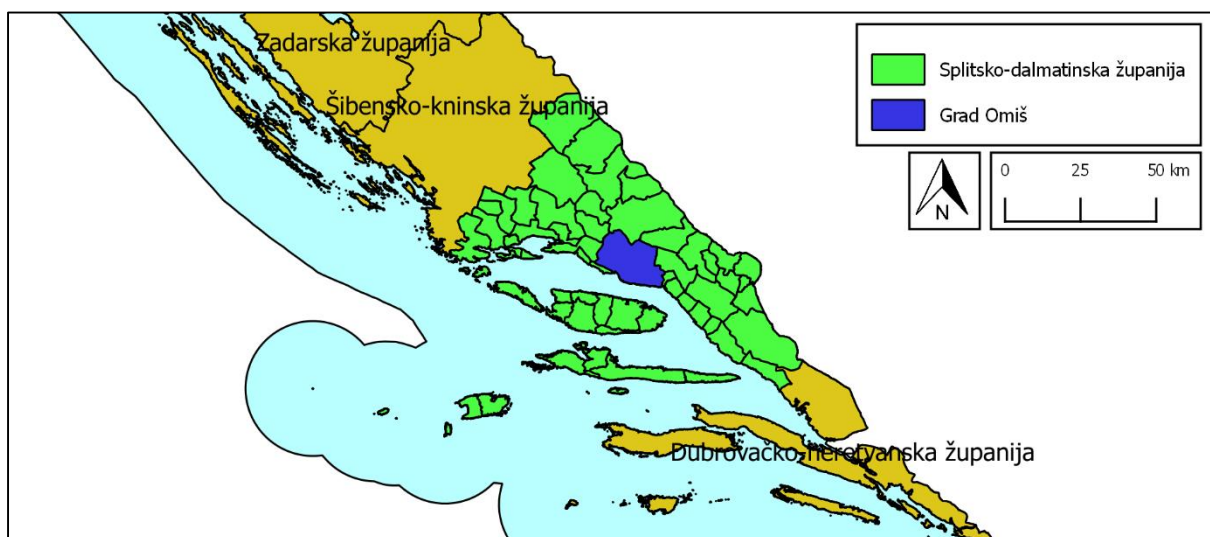 Zadarska županija
Šibensko-kninska županija
Dubrovačko-neretvanska županija
Splitsko-dalmatinska županija
Grad Omiš
N
0 25 50 km